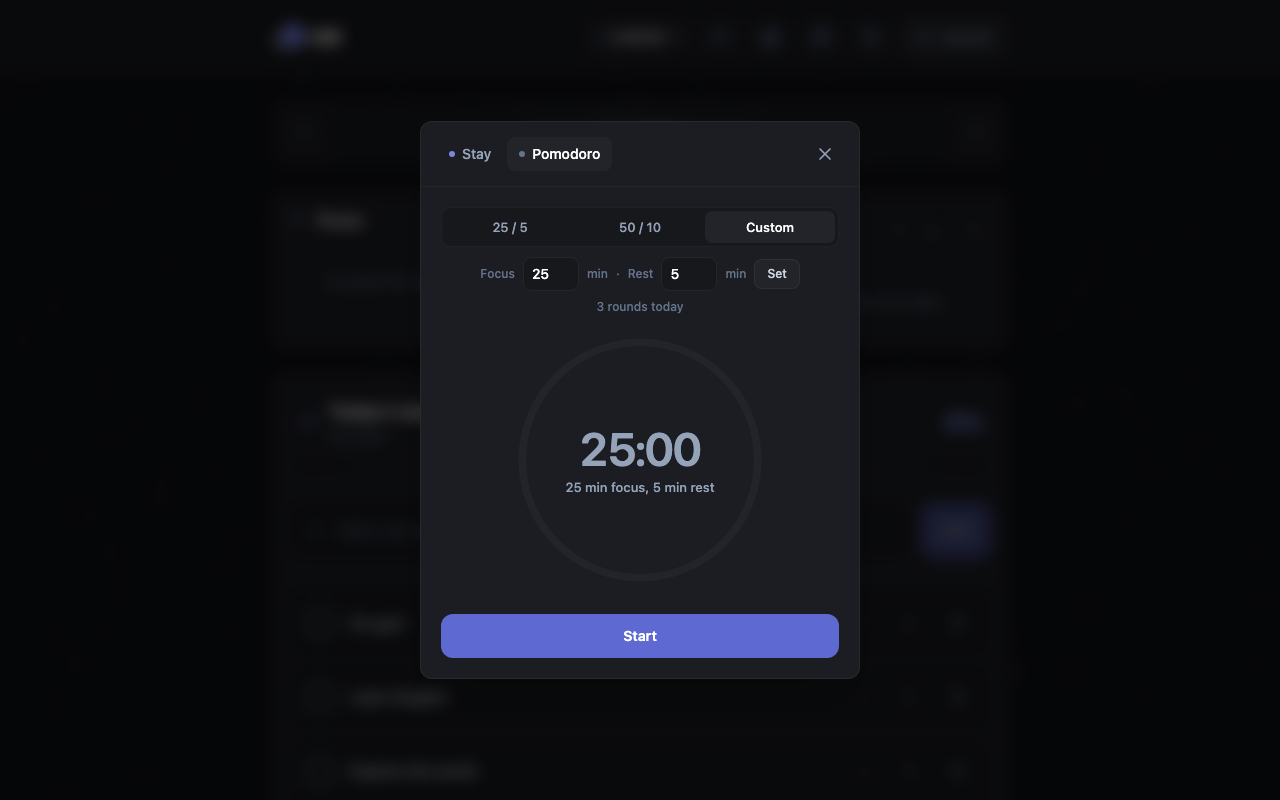 Stay Pomodoro
25 / 5 50 / 10 Custom
Focus 25 min · Rest 5 min Set
3 rounds today
25:00
25 min focus, 5 min rest
Start